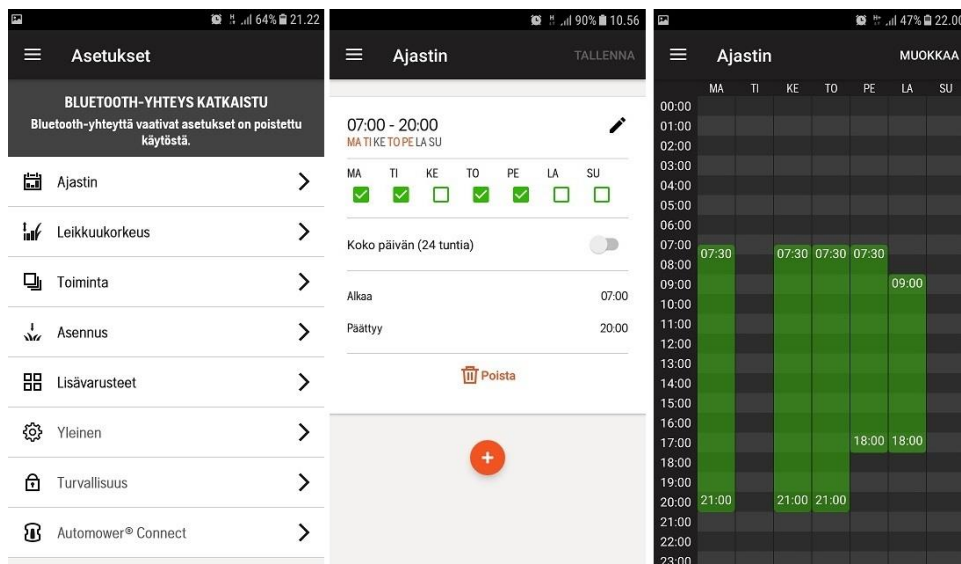 64% 21.22
Asetukset
BLUETOOTH-YHTEYS KATKAISTU
Bluetooth-yhteyttä vaativat asetukset on poistettu
käytöstä.
Ajastin
Leikkuukorkeus
Toiminta
Asennus
Lisävarusteet
Yleinen
Turvallisuus
Automower® Connect
90% 10.56
Ajastin TALLENNA
07:00 - 20:00
MA TI KE TO PE LA SU
MA TI KE TO PE LA SU
Koko päivän (24 tuntia)
Alkaa 07:00
Päättyy 20:00
Poista
+
H+ 47% 22.00
Ajastin MUOKKAA
MA TI KE TO PE LA SU
00:00
01:00
02:00
03:00
04:00
05:00
06:00
07:00
07:30 07:30 07:30 07:30
08:00
09:00 09:00
10:00
11:00
12:00
13:00
14:00
15:00
16:00
17:00 18:00 18:00
18:00
19:00
20:00 21:00 21:00 21:00
21:00
22:00
23:00